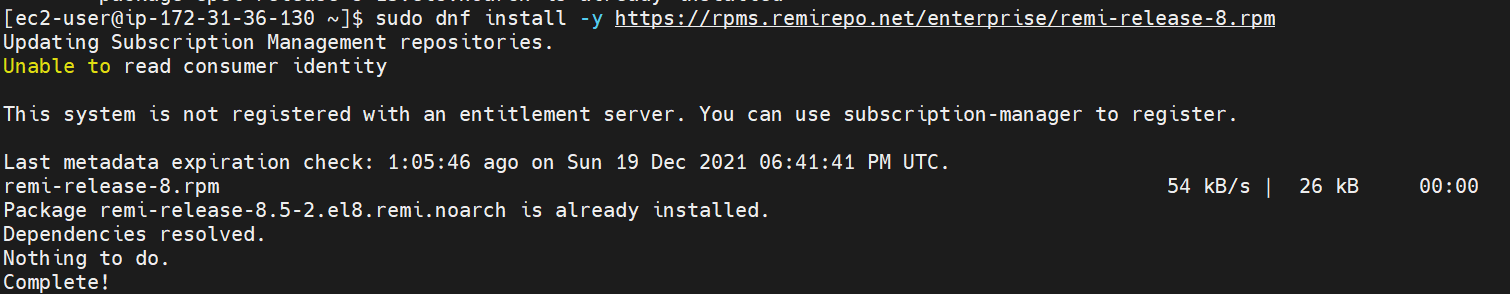 [ec2-user@ip-172-31-36-130 ~]$ sudo dnf install -y https://rpms.remirepo.net/enterprise/remi-release-8.rpm
Updating Subscription Management repositories.
Unable to read consumer identity
This system is not registered with an entitlement server. You can use subscription-manager to register.
Last metadata expiration check: 1:05:46 ago on Sun 19 Dec 2021 06:41:41 PM UTC.
remi-release-8.rpm 54 kB/s | 26 kB 00:00
Package remi-release-8.5-2.el8.remi.noarch is already installed.
Dependencies resolved.
Nothing to do.
Complete!